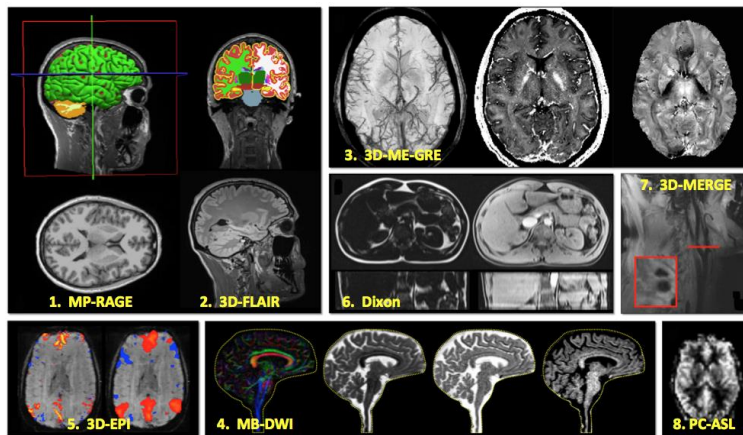 3. 3D-ME-GRE
7. 3D-MERGE
1. MP-RAGE
2. 3D-FLAIR
6. Dixon
5. 3D-EPI
4. MB-DWI
8. PC-ASL